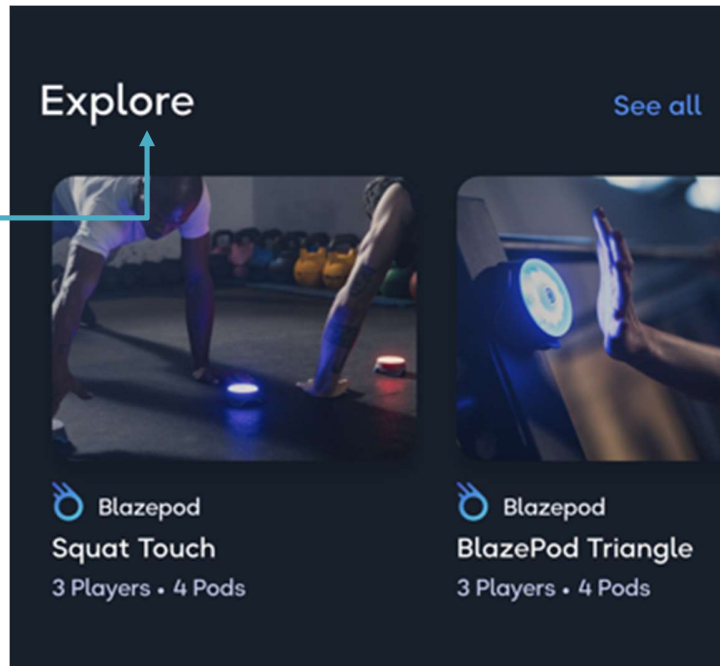 Explore
See all
Blazepod
Squat Touch
3 Players • 4 Pods
Blazepod
BlazePod Triangle
3 Players • 4 Pods